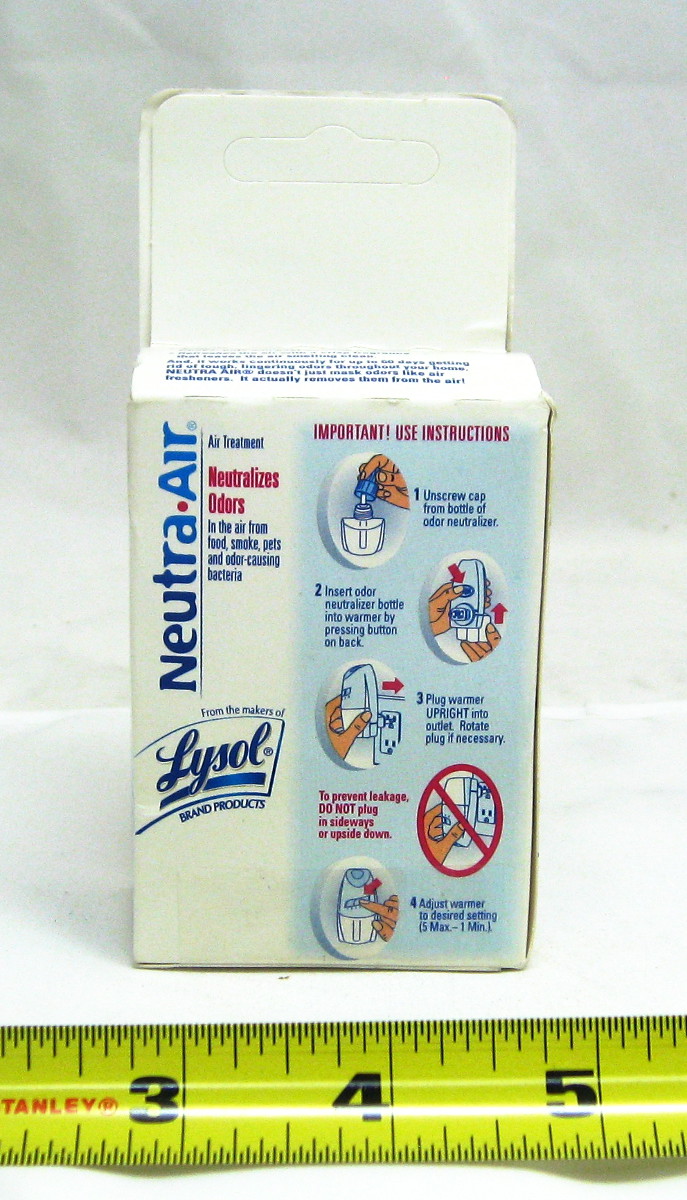 that leaves the air smelling clean
And, it works continuously for up to 60 days getting
rid of tough, lingering odors throughout your home.
NEUTRA AIR® doesn't just mask odors like air
fresheners. It actually removes them from the air!
Neutra•Air®
Air Treatment
Neutralizes
Odors
In the air from
food, smoke, pets
and odor-causing
bacteria
From the makers of
Lysol®
BRAND PRODUCTS
IMPORTANT! USE INSTRUCTIONS
1 Unscrew cap
from bottle of
odor neutralizer.
2 Insert odor
neutralizer bottle
into warmer by
pressing button
on back.
3 Plug warmer
UPRIGHT into
outlet. Rotate
plug if necessary.
To prevent leakage,
DO NOT plug
in sideways
or upside down.
4 Adjust warmer
to desired setting
(5 Max.– 1 Min.).
TANLEY® 3 4 5